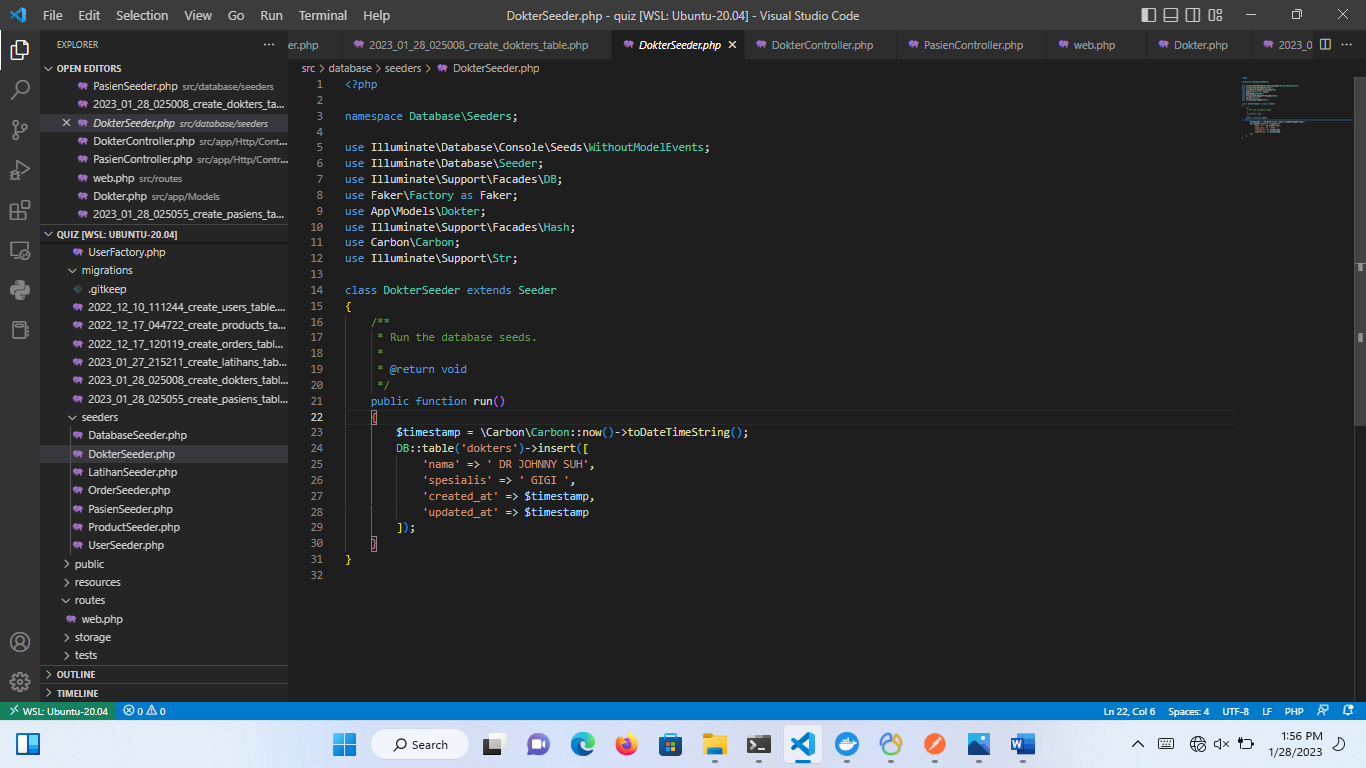 File Edit Selection View Go Run Terminal Help
DokterSeeder.php - quiz [WSL: Ubuntu-20.04] - Visual Studio Code
EXPLORER
er.php
2023_01_28_025008_create_dokters_table.php
DokterSeeder.php
DokterController.php
PasienController.php
web.php
Dokter.php
2023_0
OPEN EDITORS
PasienSeeder.php src/database/seeders
2023_01_28_025008_create_dokters_ta...
DokterSeeder.php src/database/seeders
DokterController.php src/app/Http/Cont...
PasienController.php src/app/Http/Contr...
web.php src/routes
Dokter.php src/app/Models
2023_01_28_025055_create_pasiens_ta...
QUIZ [WSL: UBUNTU-20.04]
UserFactory.php
migrations
.gitkeep
2022_12_10_111244_create_users_table....
2022_12_17_044722_create_products_ta...
2022_12_17_120119_create_orders_tabl...
2023_01_27_215211_create_latihans_tab...
2023_01_28_025008_create_dokters_tabl...
2023_01_28_025055_create_pasiens_tabl...
seeders
DatabaseSeeder.php
DokterSeeder.php
LatihanSeeder.php
OrderSeeder.php
PasienSeeder.php
ProductSeeder.php
UserSeeder.php
public
resources
routes
web.php
storage
tests
OUTLINE
TIMELINE
src > database > seeders > DokterSeeder.php
1 <?php
2
3 namespace Database\Seeders;
4
5 use Illuminate\Database\Console\Seeds\WithoutModelEvents;
6 use Illuminate\Database\Seeder;
7 use Illuminate\Support\Facades\DB;
8 use Faker\Factory as Faker;
9 use App\Models\Dokter;
10 use Illuminate\Support\Facades\Hash;
11 use Carbon\Carbon;
12 use Illuminate\Support\Str;
13
14 class DokterSeeder extends Seeder
15 {
16 /**
17 * Run the database seeds.
18 *
19 * @return void
20 */
21 public function run()
22 {
23 $timestamp = \Carbon\Carbon::now()->toDateTimeString();
24 DB::table('dokters')->insert([
25 'nama' => ' DR JOHNNY SUH',
26 'spesialis' => ' GIGI ',
27 'created_at' => $timestamp,
28 'updated_at' => $timestamp
29 ]);
30 }
31 }
32
WSL: Ubuntu-20.04 0 0
Ln 22, Col 6 Spaces: 4 UTF-8 LF PHP
Search
1:56 PM
1/28/2023